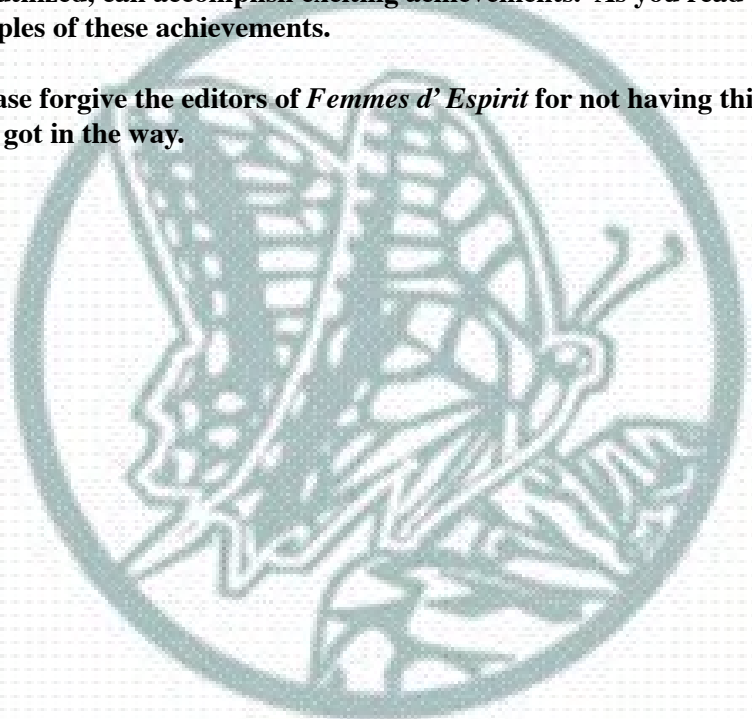 utilized, can accomplish exciting achievements. As you read
ples of these achievements.
ase forgive the editors of Femmes d' Espirit for not having thi
got in the way.